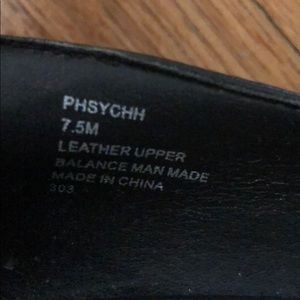 PHSYCHH
7.5M
LEATHER UPPER
BALANCE MAN MADE
MADE IN CHINA
303